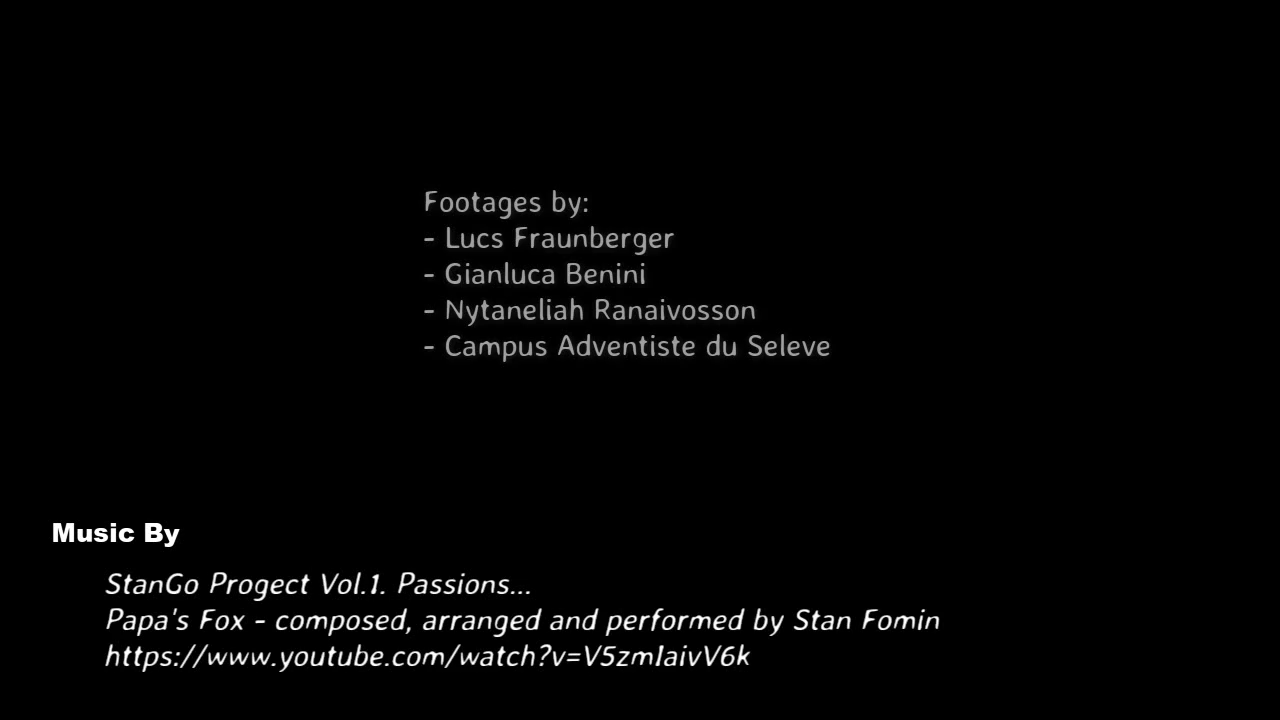 Footages by:
- Lucs Fraunberger
- Gianluca Benini
- Nytaneliah Ranaivosson
- Campus Adventiste du Seleve
Music By
StanGo Progect Vol.1. Passions...
Papa's Fox - composed, arranged and performed by Stan Fomin
https://www.youtube.com/watch?v=V5zmIaivV6k